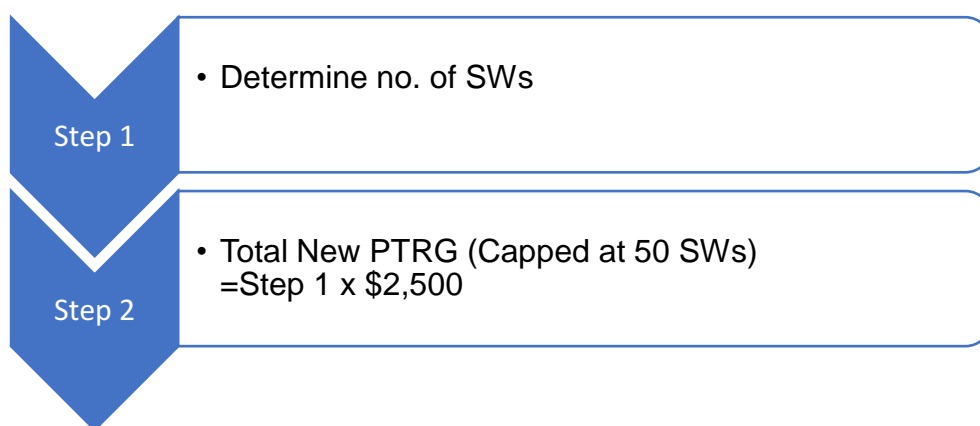 Step 1
• Determine no. of SWs
Step 2
• Total New PTRG (Capped at 50 SWs)
=Step 1 x $2,500